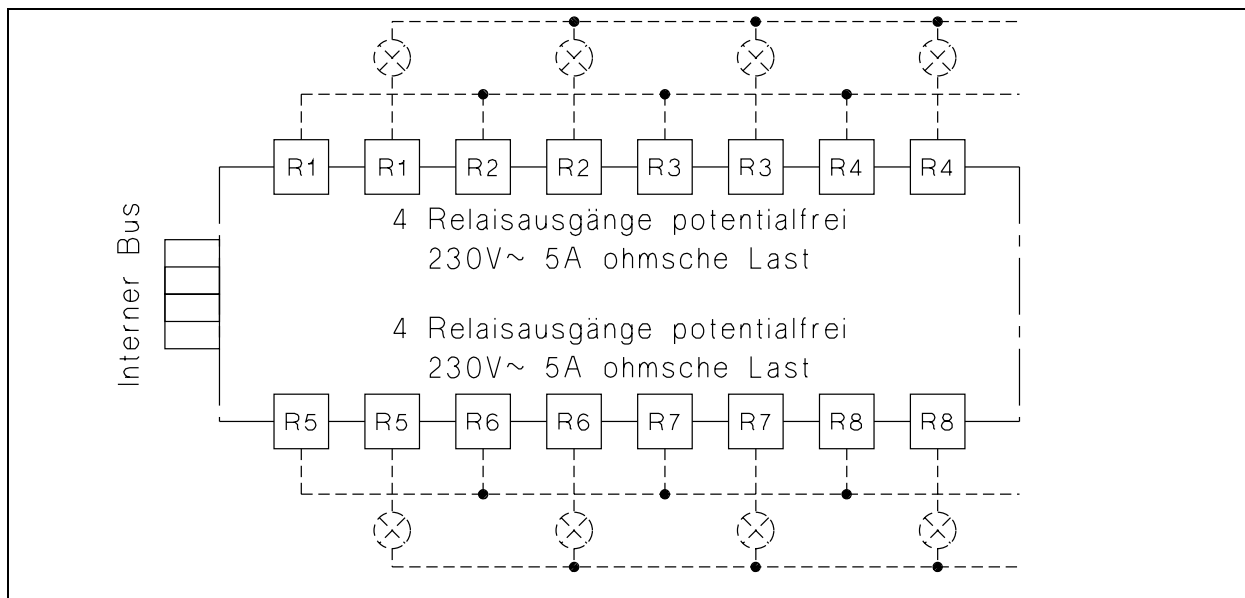 R1 R1 R2 R2 R3 R3 R4 R4
4 Relaisausgänge potentialfrei
230V~ 5A ohmsche Last
Interner Bus
4 Relaisausgänge potentialfrei
230V~ 5A ohmsche Last
R5 R5 R6 R6 R7 R7 R8 R8